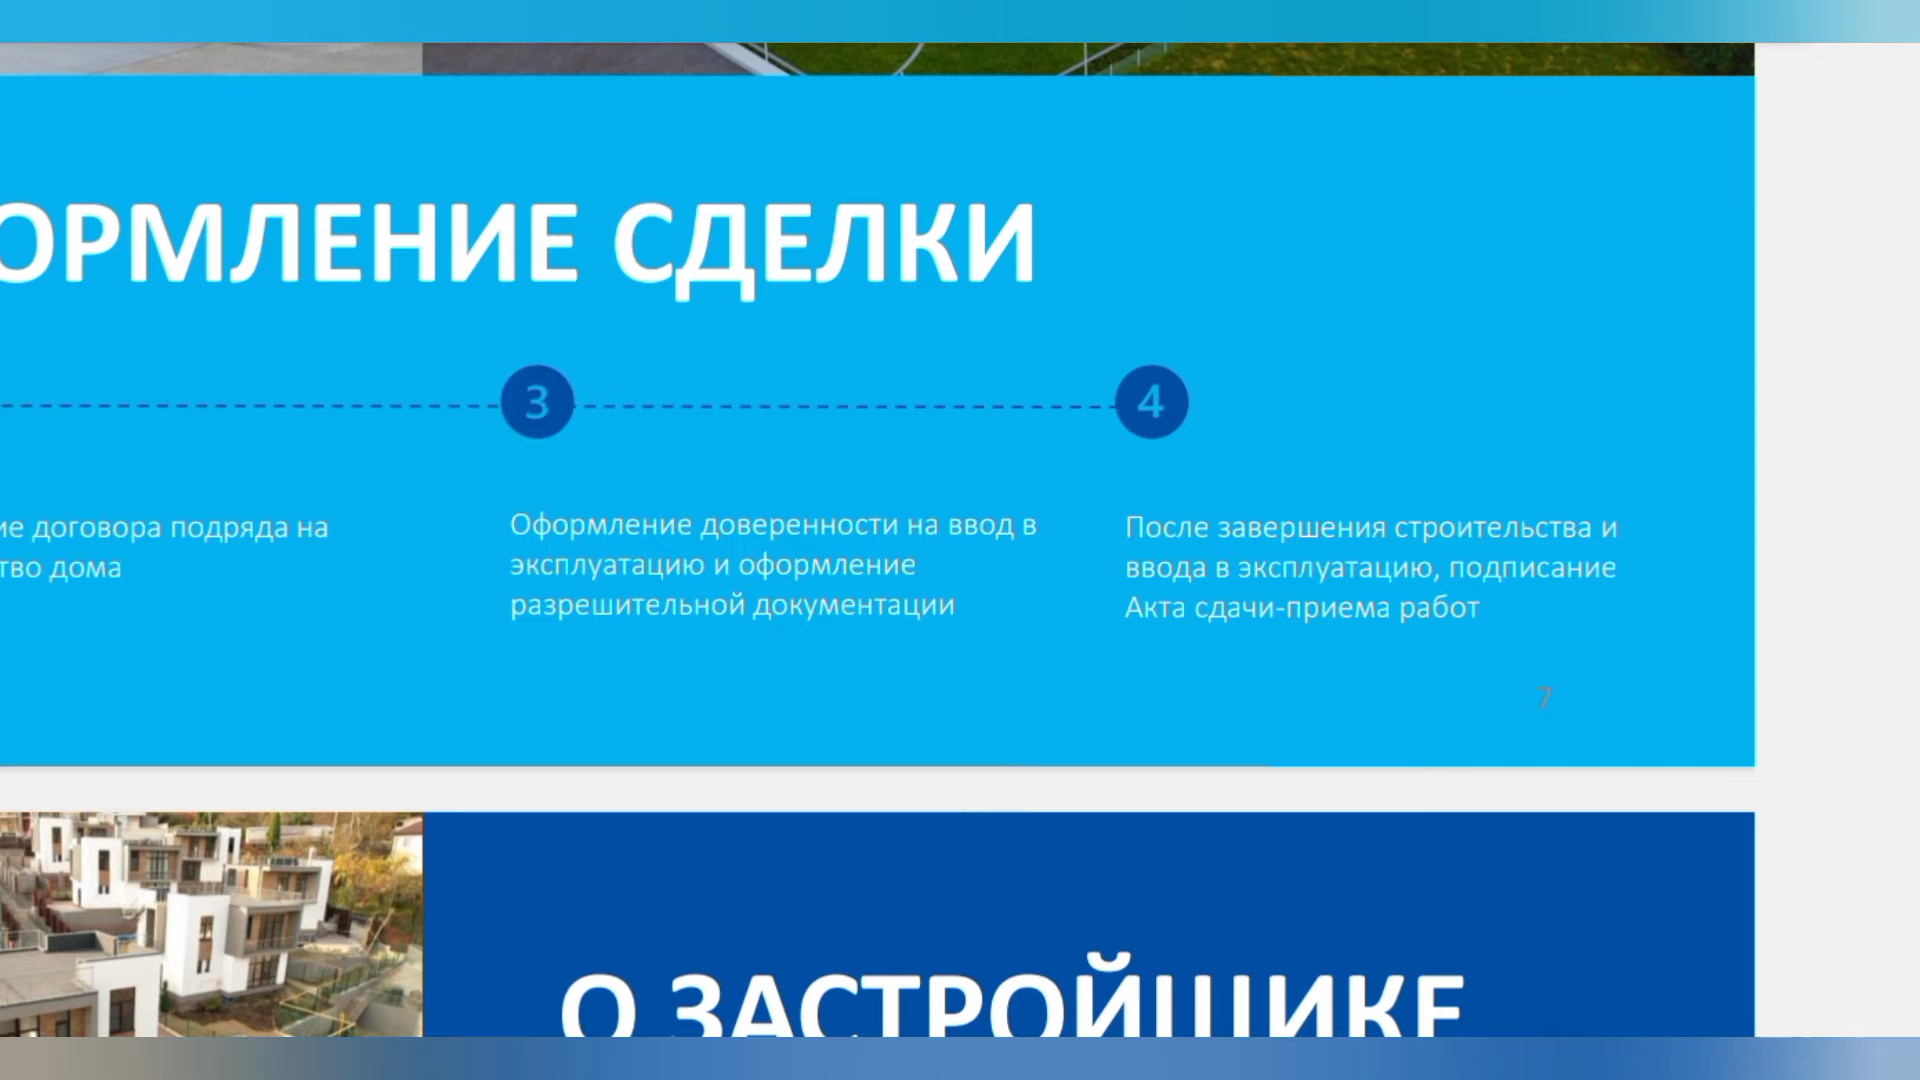 ОРМЛЕНИЕ СДЕЛКИ
3
4
ие договора подряда на
тво дома
Оформление доверенности на ввод в
эксплуатацию и оформление
разрешительной документации
После завершения строительства и
ввода в эксплуатацию, подписание
Акта сдачи-приема работ
7
О ЗАСТРОЙЩИКЕ